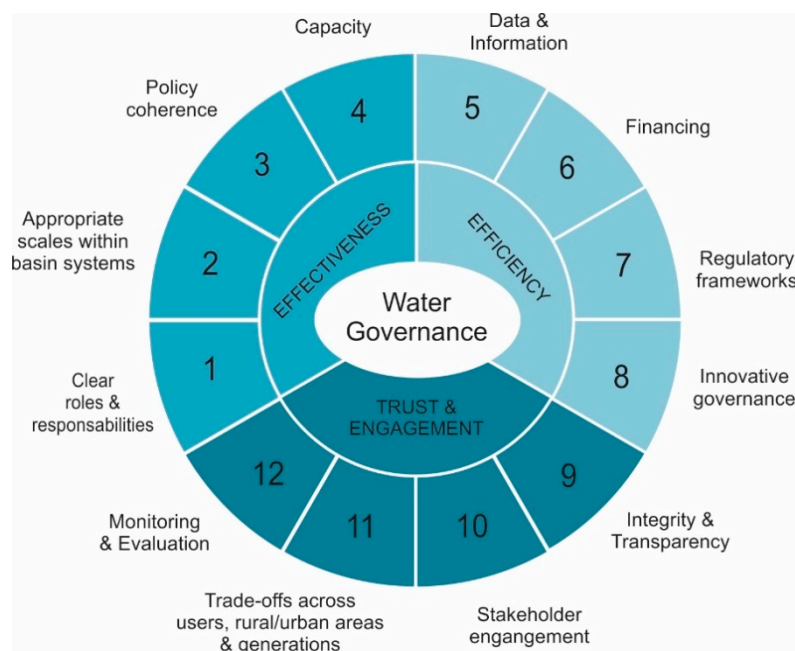 Capacity
Data &
Information
Policy
coherence
4
5
Financing
3
6
Appropriate
scales within
basin systems
EFFECTIVENESS
EFFICIENCY
2
7
Regulatory
frameworks
Water
Governance
1
8
Clear
roles &
responsabilities
Innovative
governance
TRUST &
ENGAGEMENT
12
9
Monitoring
& Evaluation
11
10
Integrity &
Transparency
Trade-offs across
users, rural/urban areas
& generations
Stakeholder
engangement